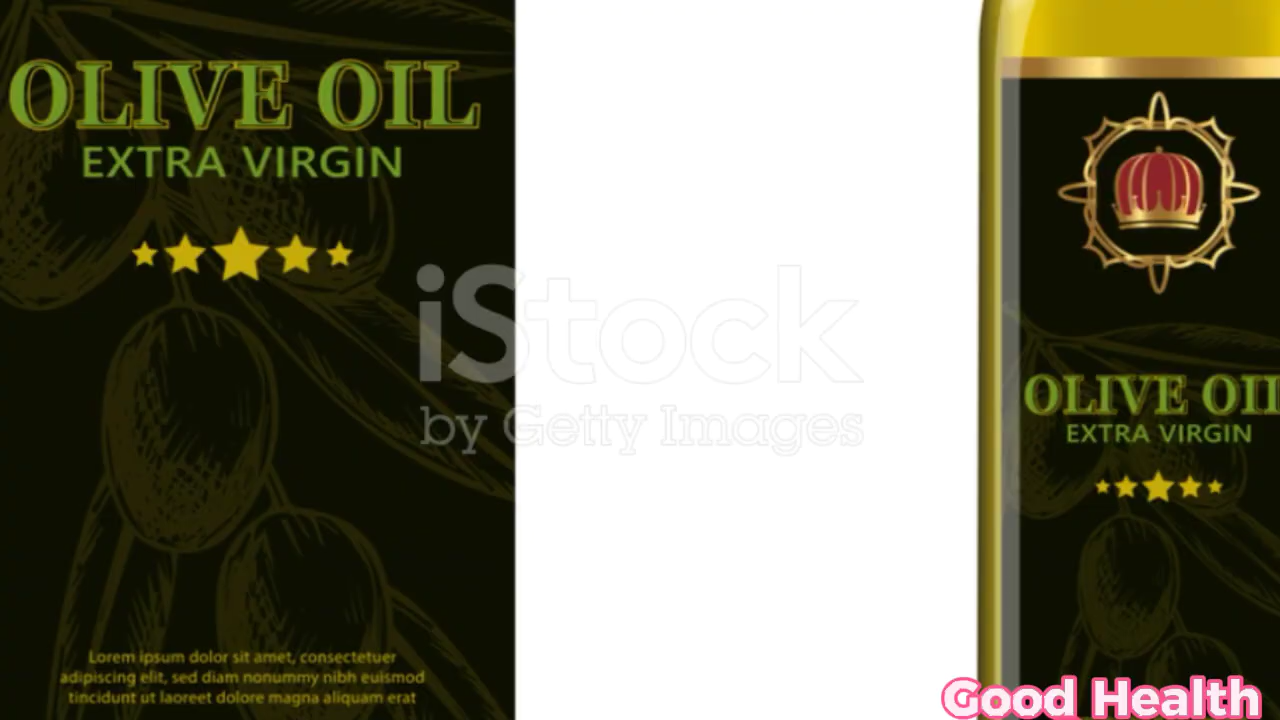 OLIVE OIL
EXTRA VIRGIN
Lorem ipsum dolor sit amet, consectetuer
adipiscing elit, sed diam nonummy nibh euismod
tincidunt ut laoreet dolore magna aliquam erat
iStock
by Getty Images
OLIVE OIL
EXTRA VIRGIN
Good Health